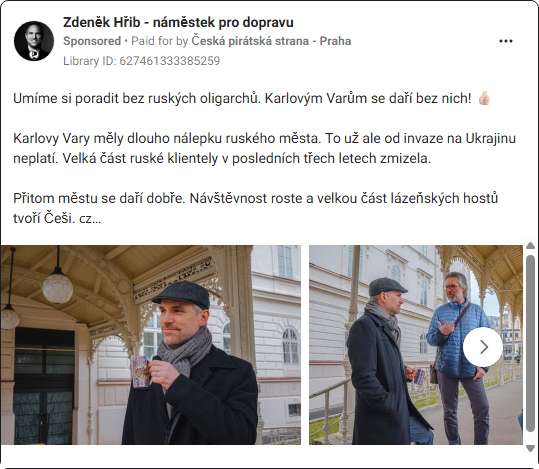 Zdeněk Hřib - náměstek pro dopravu
Sponsored • Paid for by Česká pirátská strana - Praha
Library ID: 627461333385259
Umíme si poradit bez ruských oligarchů. Karlovým Varům se daří bez nich! 👍🏻
Karlovy Vary měly dlouho nálepku ruského města. To už ale od invaze na Ukrajinu
neplatí. Velká část ruské klientely v posledních třech letech zmizela.
Přitom městu se daří dobře. Návštěvnost roste a velkou část lázeňských hostů
tvoří Češi. cz...